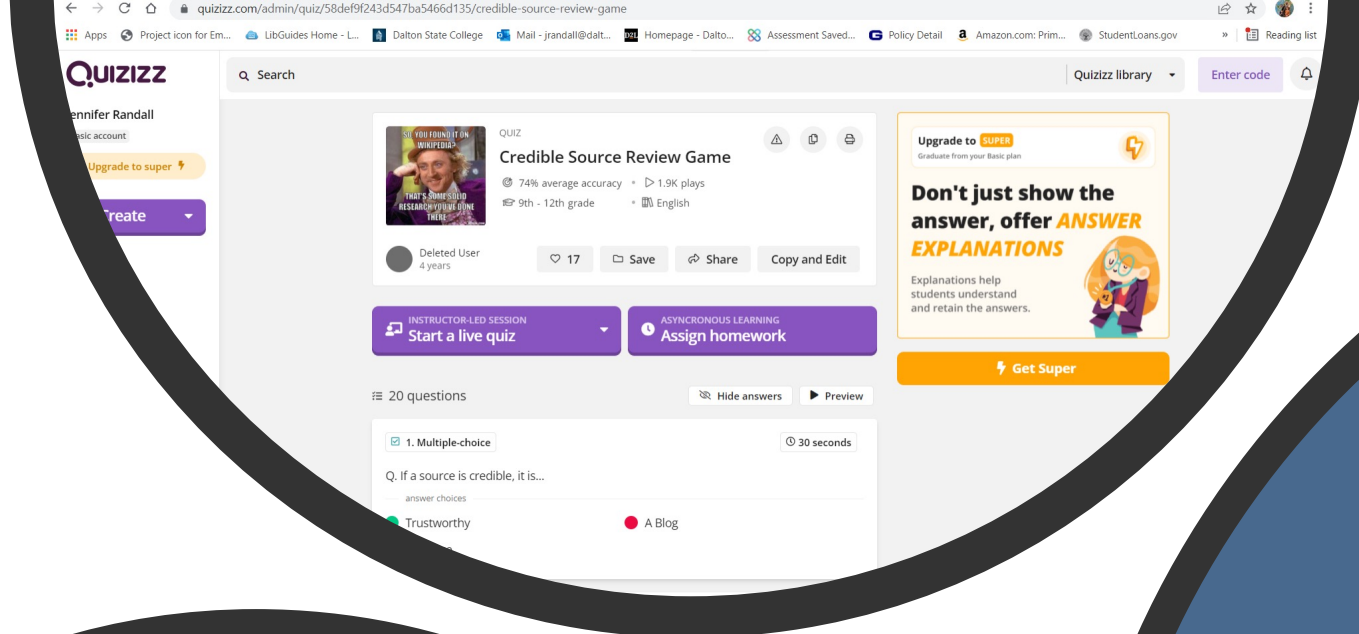 quizizz.com/admin/quiz/58def9f243d547ba5466d135/credible-source-review-game
Apps Project icon for Em... LibGuides Home - L... Dalton State College Mail - jrandall@dalt... D2L Homepage - Dalto... Assessment Saved... Policy Detail Amazon.com: Prim... StudentLoans.gov » Reading list
QUIZIZZ
Search
Quizizz library
Enter code
ennifer Randall
asic account
Upgrade to super
reate
SO, YOU FOUND IT ON
WIKIPEDIA?
THAT'S SOME SOLID
RESEARCH YOU'VE DONE
THERE
QUIZ
Credible Source Review Game
74% average accuracy • 1.9K plays
9th - 12th grade • English
Deleted User
4 years
17
Save
Share
Copy and Edit
INSTRUCTOR-LED SESSION
Start a live quiz
ASYNCRONOUS LEARNING
Assign homework
20 questions
Hide answers
Preview
1. Multiple-choice
30 seconds
Q. If a source is credible, it is...
answer choices
Trustworthy
A Blog
Upgrade to SUPER
Graduate from your Basic plan
Don't just show the
answer, offer ANSWER
EXPLANATIONS
Explanations help
students understand
and retain the answers.
Get Super